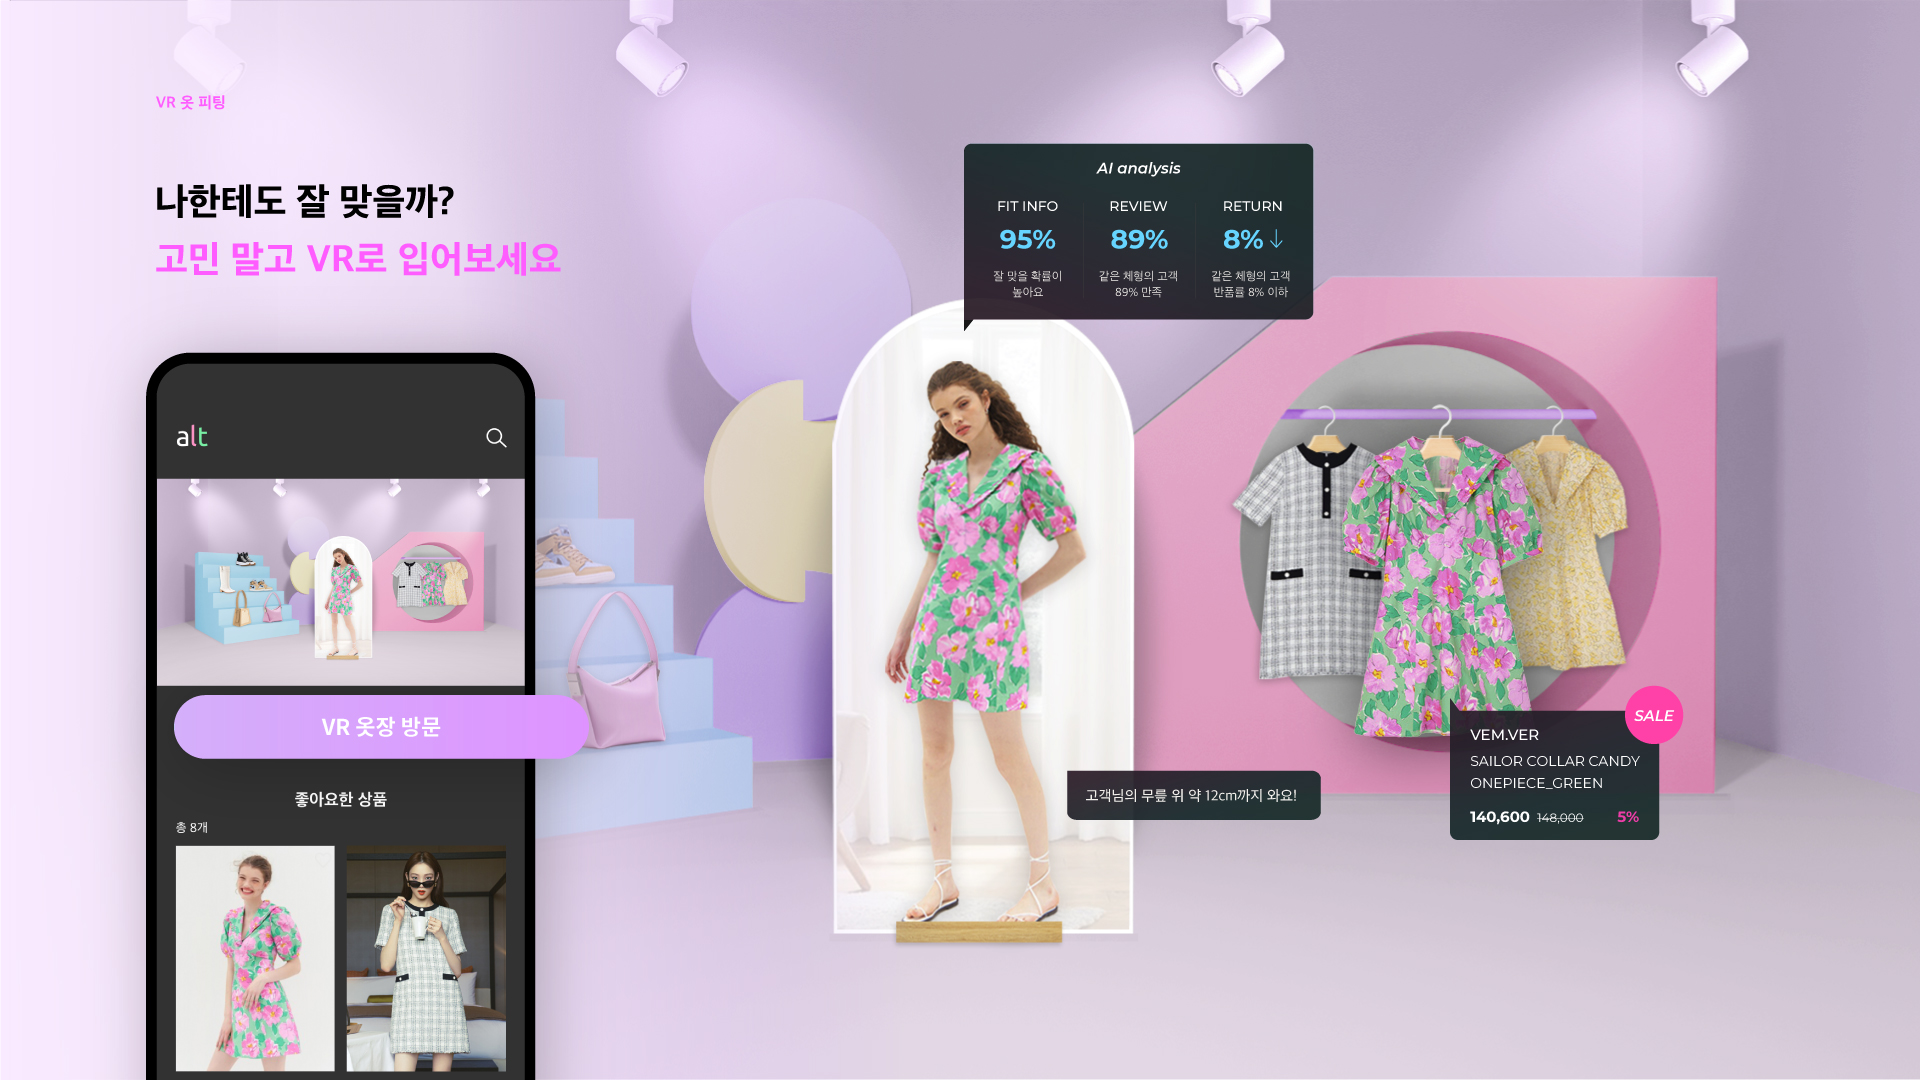 VR 옷 피팅
나한테도 잘 맞을까?
고민 말고 VR로 입어보세요
alt
VR 옷장 방문
좋아요한 상품
총 8개
AI analysis
FIT INFO
95%
잘 맞을 확률이
높아요
REVIEW
89%
같은 체형의 고객
89% 만족
RETURN
8% ↓
같은 체형의 고객
반품률 8% 이하
고객님의 무릎 위 약 12cm까지 와요!
SALE
VEM.VER
SAILOR COLLAR CANDY
ONEPIECE_GREEN
140,600 148,000 5%